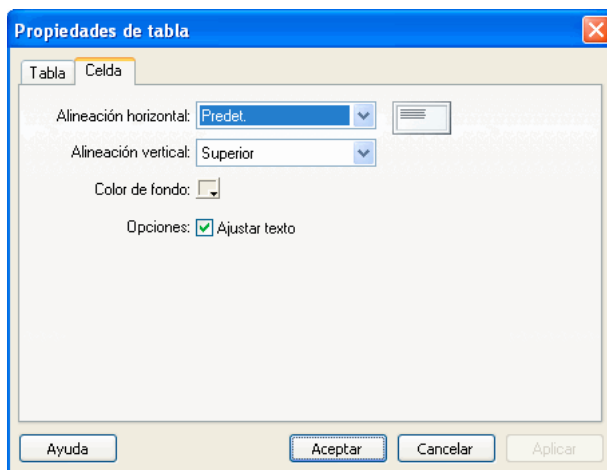 Propiedades de tabla
Tabla Celda
Alineación horizontal: Predet.
Alineación vertical: Superior
Color de fondo:
Opciones: Ajustar texto
Ayuda Aceptar Cancelar Aplicar